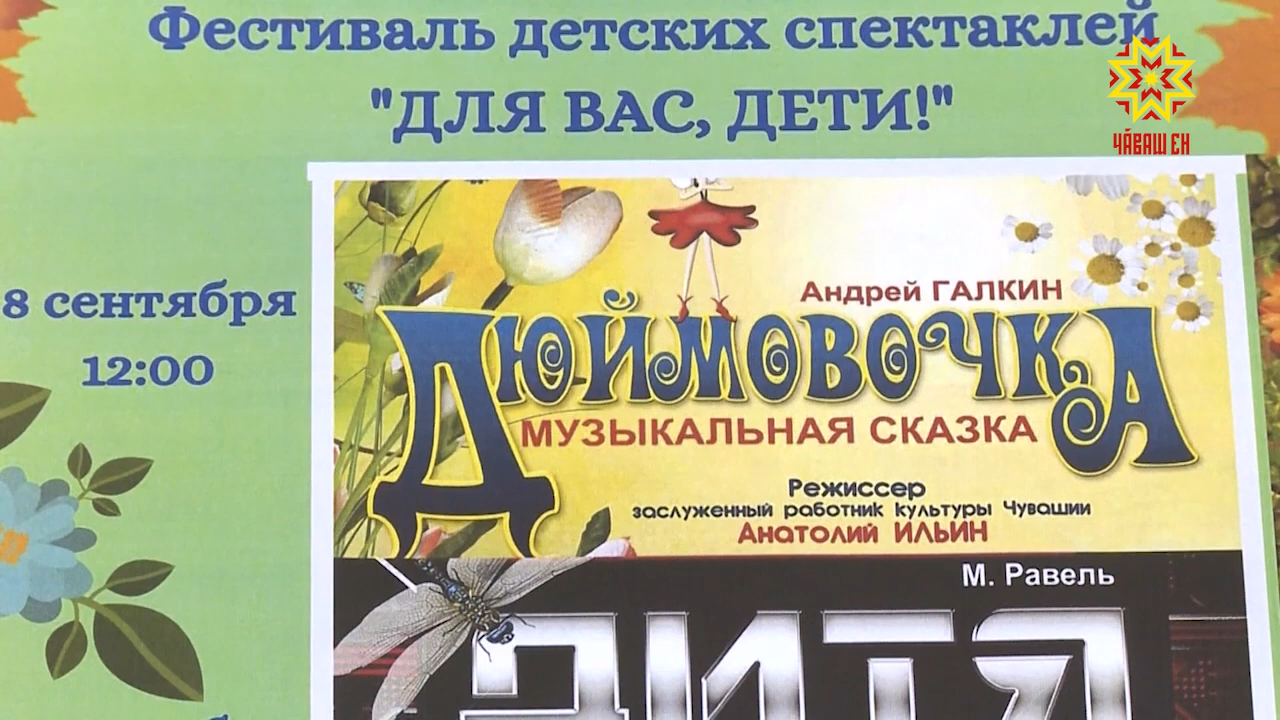 Фестиваль детских спектаклей
"ДЛЯ ВАС, ДЕТИ!"
ЧĂВАШ ЕН
8 сентября
12:00
Андрей ГАЛКИН
ДЮЙМОВОЧКА
МУЗЫКАЛЬНАЯ СКАЗКА
Режиссер
заслуженный работник культуры Чувашии
Анатолий ИЛЬИН
М. Равель
ДИТЯ